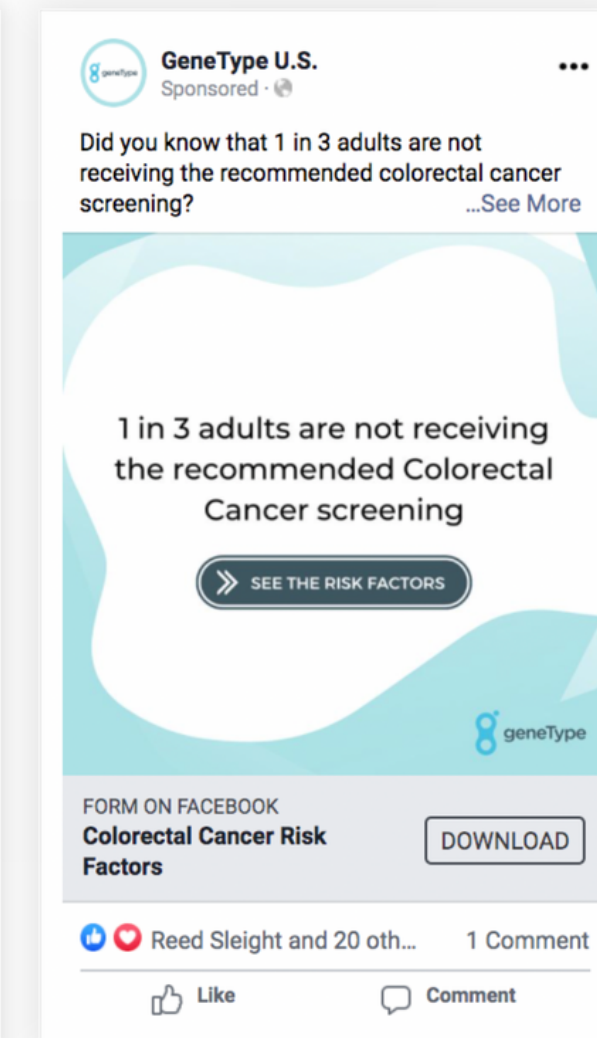 geneType
GeneType U.S.
Sponsored ·
Did you know that 1 in 3 adults are not
receiving the recommended colorectal cancer
screening? ...See More
1 in 3 adults are not receiving
the recommended Colorectal
Cancer screening
SEE THE RISK FACTORS
geneType
FORM ON FACEBOOK
Colorectal Cancer Risk
Factors
DOWNLOAD
Reed Sleight and 20 oth... 1 Comment
Like Comment